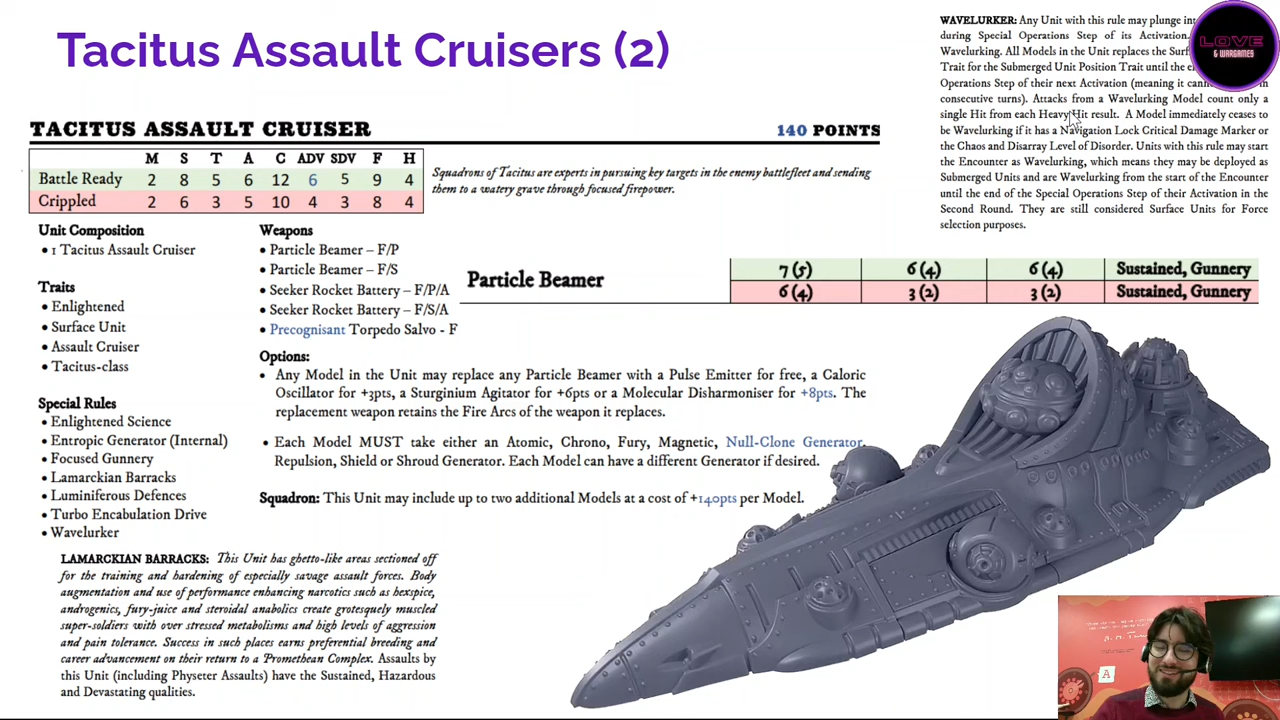 Tacitus Assault Cruisers (2)
WAVELURKER: Any Unit with this rule may plunge
during Special Operations Step of its Activation.
Wavelurking. All Models in the Unit replaces the
Trait for the Submerged Unit Position Trait until the
Operations Step of their next Activation (meaning it
consecutive turns). Attacks from a Wavelurking Model count only a
single Hit from each Heavy Hit result. A Model immediately ceases to
be Wavelurking if it has a Navigation Lock Critical Damage Marker or
the Chaos and Disarray Level of Disorder. Units with this rule may start
the Encounter as Wavelurking, which means they may be deployed as
Submerged Units and are Wavelurking from the start of the Encounter
until the end of the Special Operations Step of their Activation in the
Second Round. They are still considered Surface Units for Force
selection purposes.
LOVE
& WARGAMES
TACITUS ASSAULT CRUISER 140 POINTS
M S T A C ADV SDV F H
Battle Ready 2 8 5 6 12 6 5 9 4
Crippled 2 6 3 5 10 4 3 8 4
Squadrons of Tacitus are experts in pursuing key targets in the enemy battlefleet and sending
them to a watery grave through focused firepower.
Unit Composition
• 1 Tacitus Assault Cruiser
Traits
• Enlightened
• Surface Unit
• Assault Cruiser
• Tacitus-class
Special Rules
• Enlightened Science
• Entropic Generator (Internal)
• Focused Gunnery
• Lamarckian Barracks
• Luminiferous Defences
• Turbo Encabulation Drive
• Wavelurker
Weapons
• Particle Beamer – F/P
• Particle Beamer – F/S
• Seeker Rocket Battery – F/P/A
• Seeker Rocket Battery – F/S/A
• Precognisant Torpedo Salvo - F
Particle Beamer
7 (5) 6 (4) 6 (4) Sustained, Gunnery
6 (4) 3 (2) 3 (2) Sustained, Gunnery
Options:
• Any Model in the Unit may replace any Particle Beamer with a Pulse Emitter for free, a Caloric
Oscillator for +3pts, a Sturginium Agitator for +6pts or a Molecular Disharmoniser for +8pts. The
replacement weapon retains the Fire Arcs of the weapon it replaces.
• Each Model MUST take either an Atomic, Chrono, Fury, Magnetic, Null-Clone Generator,
Repulsion, Shield or Shroud Generator. Each Model can have a different Generator if desired.
Squadron: This Unit may include up to two additional Models at a cost of +140pts per Model.
LAMARCKIAN BARRACKS: This Unit has ghetto-like areas sectioned off
for the training and hardening of especially savage assault forces. Body
augmentation and use of performance enhancing narcotics such as hexspice,
androgenics, fury-juice and steroidal anabolics create grotesquely muscled
super-soldiers with over stressed metabolisms and high levels of aggression
and pain tolerance. Success in such places earns preferential breeding and
career advancement on their return to a Promethean Complex. Assaults by
this Unit (including Physeter Assaults) have the Sustained, Hazardous
and Devastating qualities.
A